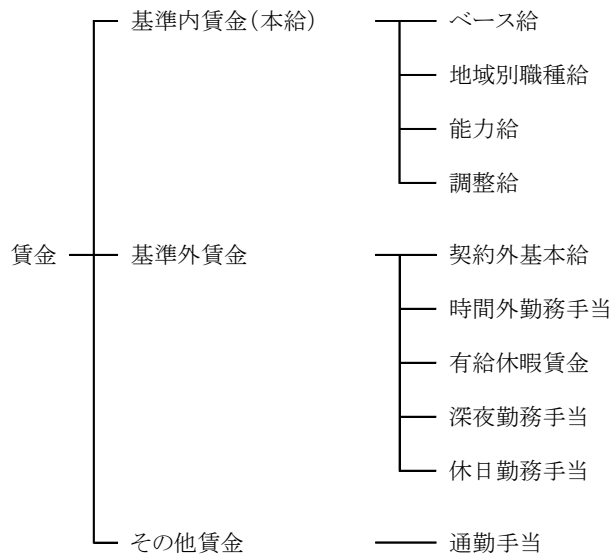 基準内賃金(本給) ベース給
地域別職種給
能力給
調整給
賃金 基準外賃金 契約外基本給
時間外勤務手当
有給休暇賃金
深夜勤務手当
休日勤務手当
その他賃金 通勤手当